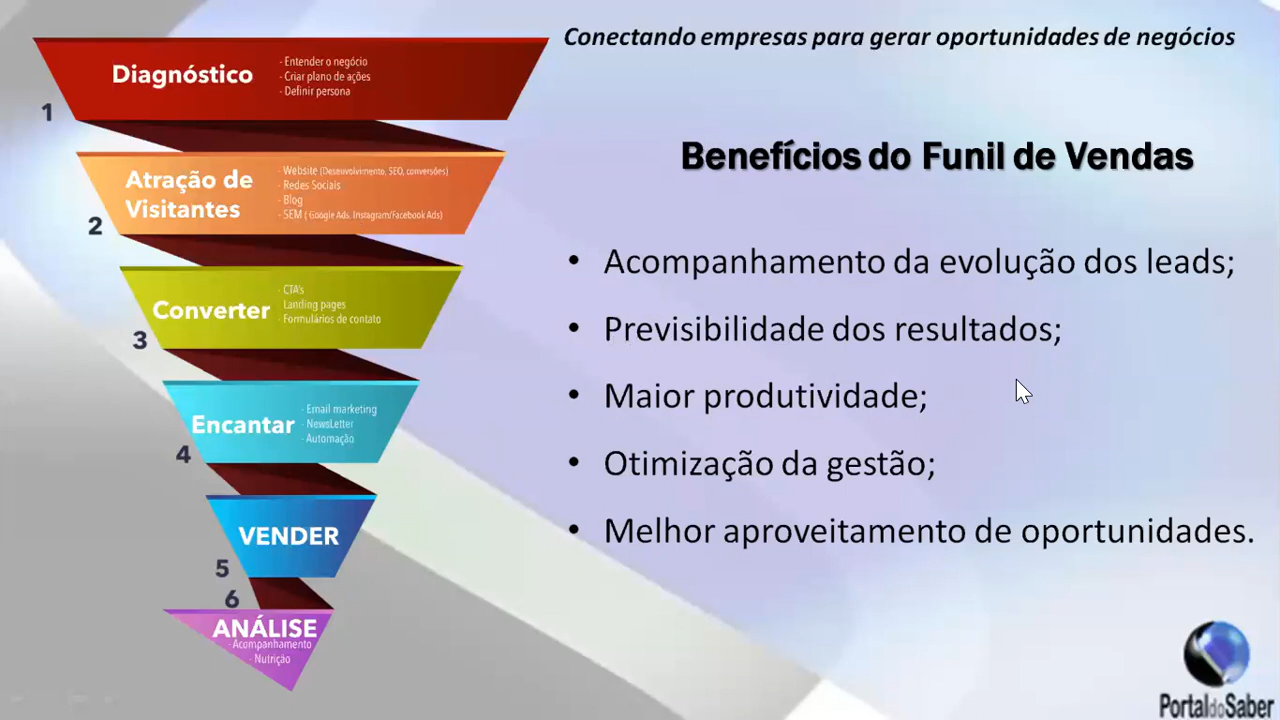 Conectando empresas para gerar oportunidades de negócios
Diagnóstico
- Entender o negócio
- Criar plano de ações
- Definir persona
1
Atração de
Visitantes
- Website (Desenvolvimento, SEO, conversões)
- Redes Sociais
- Blog
- SEM ( Google Ads. Instagram/Facebook Ads)
2
Converter
- CTA's
Landing pages
- Formulários de contato
3
Encantar
- Email marketing
- NewsLetter
- Automação
4
VENDER
5
6
ANÁLISE
- Acompanhamento
- Nutrição
Benefícios do Funil de Vendas
• Acompanhamento da evolução dos leads;
• Previsibilidade dos resultados;
• Maior produtividade;
• Otimização da gestão;
• Melhor aproveitamento de oportunidades.
PortaldoSaber